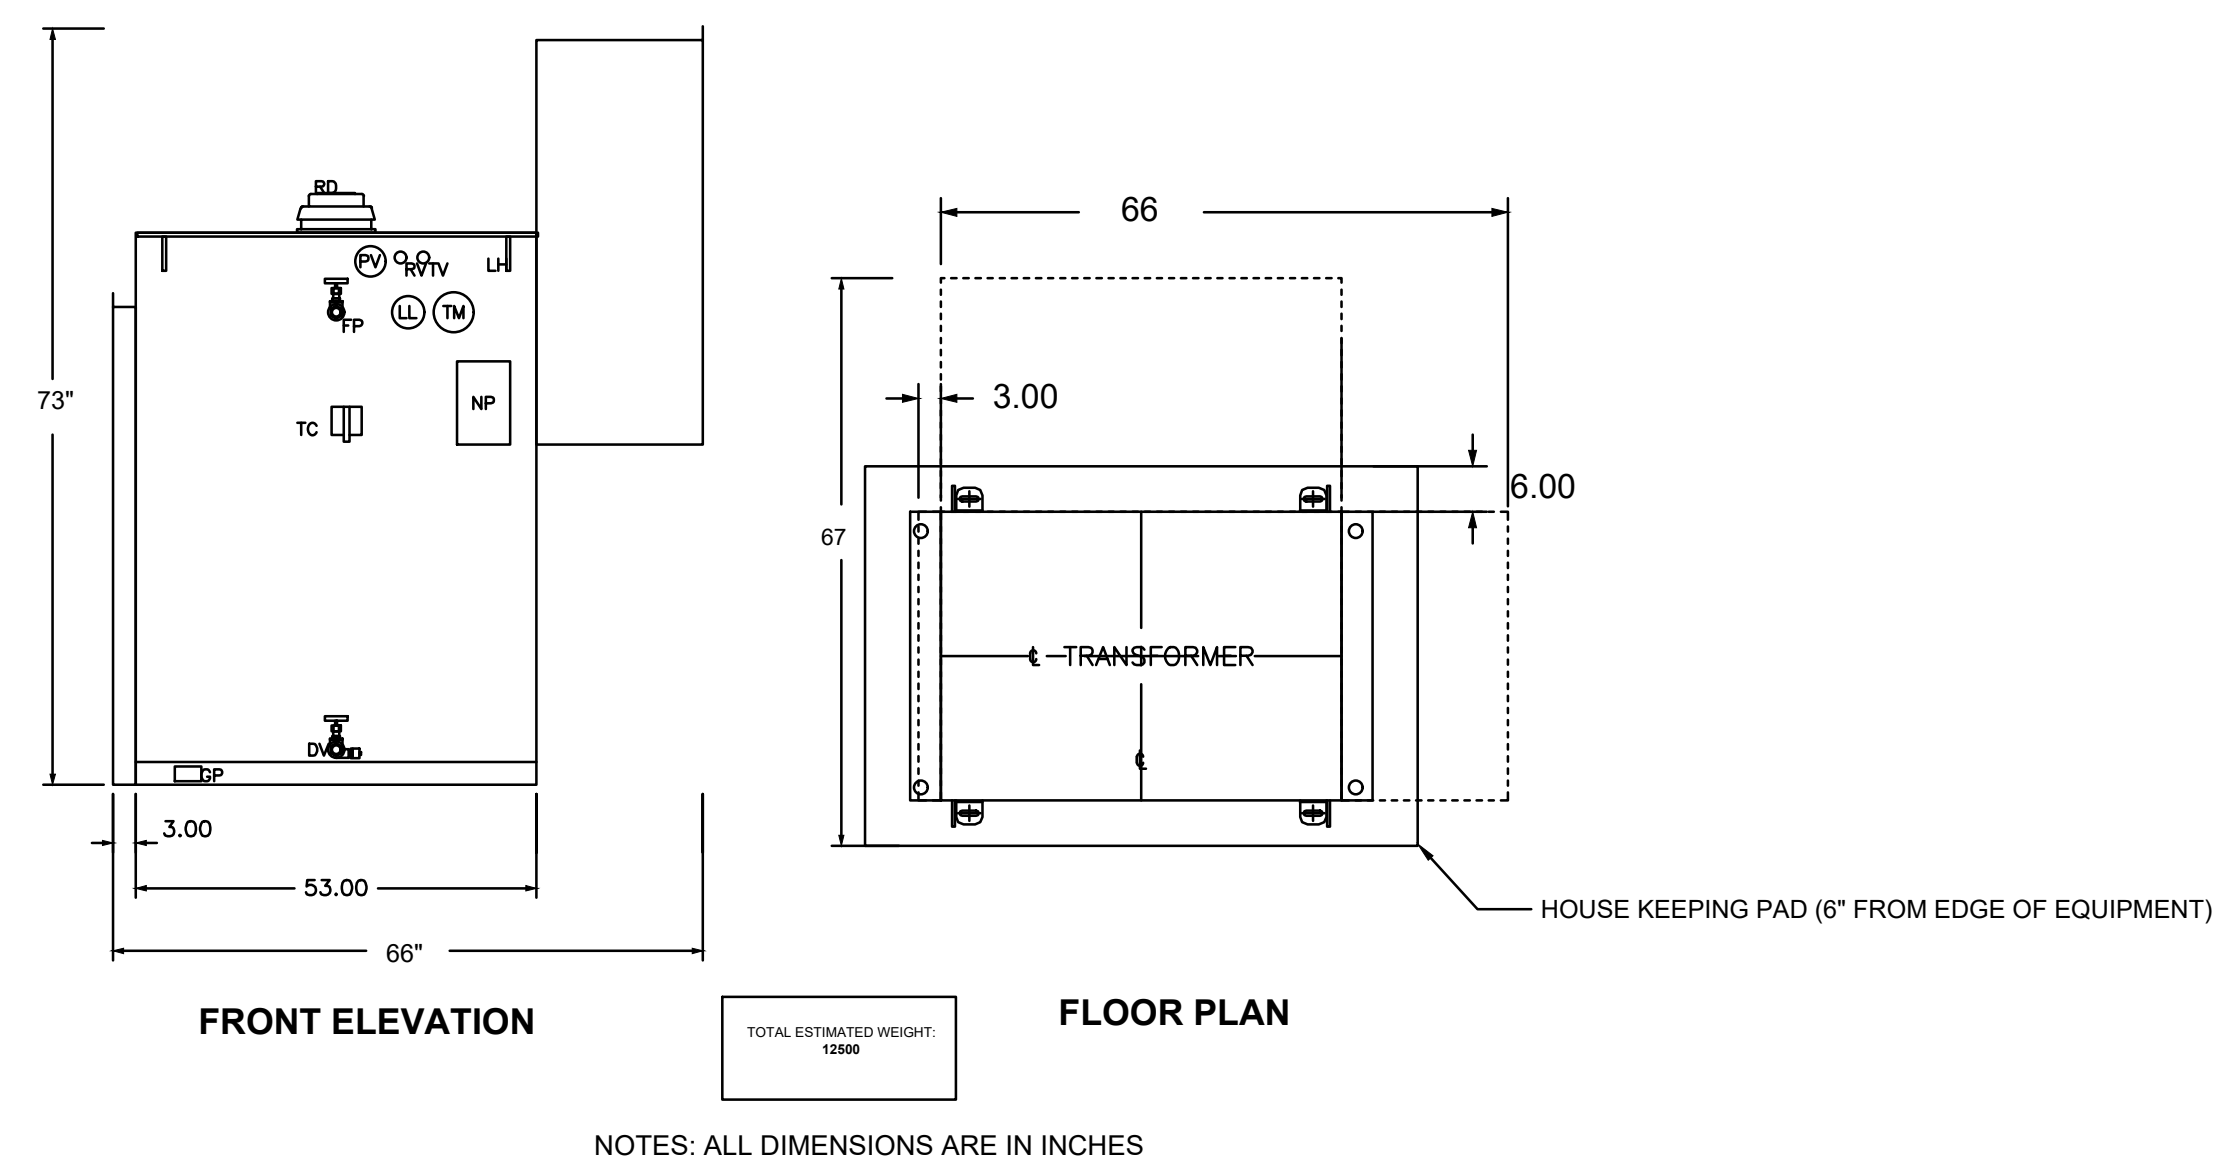 RD
PV
RV
TV
LH
FP
LL
TM
73"
NP
TC
DV
GP
3.00
53.00
66"
FRONT ELEVATION
66
3.00
6.00
67
℄ TRANSFORMER
℄
HOUSE KEEPING PAD (6" FROM EDGE OF EQUIPMENT)
FLOOR PLAN
TOTAL ESTIMATED WEIGHT:
12500
NOTES: ALL DIMENSIONS ARE IN INCHES